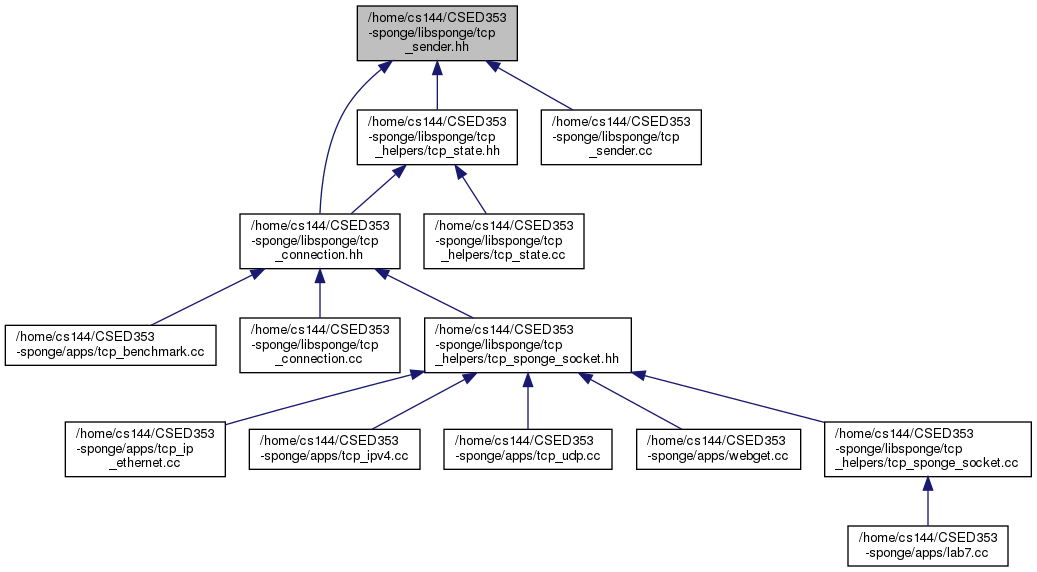 /home/cs144/CSED353
-sponge/libsponge/tcp
_sender.hh
/home/cs144/CSED353
-sponge/libsponge/tcp
_helpers/tcp_state.hh
/home/cs144/CSED353
-sponge/libsponge/tcp
_sender.cc
/home/cs144/CSED353
-sponge/libsponge/tcp
_connection.hh
/home/cs144/CSED353
-sponge/libsponge/tcp
_helpers/tcp_state.cc
/home/cs144/CSED353
-sponge/apps/tcp_benchmark.cc
/home/cs144/CSED353
-sponge/libsponge/tcp
_connection.cc
/home/cs144/CSED353
-sponge/libsponge/tcp
_helpers/tcp_sponge_socket.hh
/home/cs144/CSED353
-sponge/apps/tcp_ip
_ethernet.cc
/home/cs144/CSED353
-sponge/apps/tcp_ipv4.cc
/home/cs144/CSED353
-sponge/apps/tcp_udp.cc
/home/cs144/CSED353
-sponge/apps/webget.cc
/home/cs144/CSED353
-sponge/libsponge/tcp
_helpers/tcp_sponge_socket.cc
/home/cs144/CSED353
-sponge/apps/lab7.cc